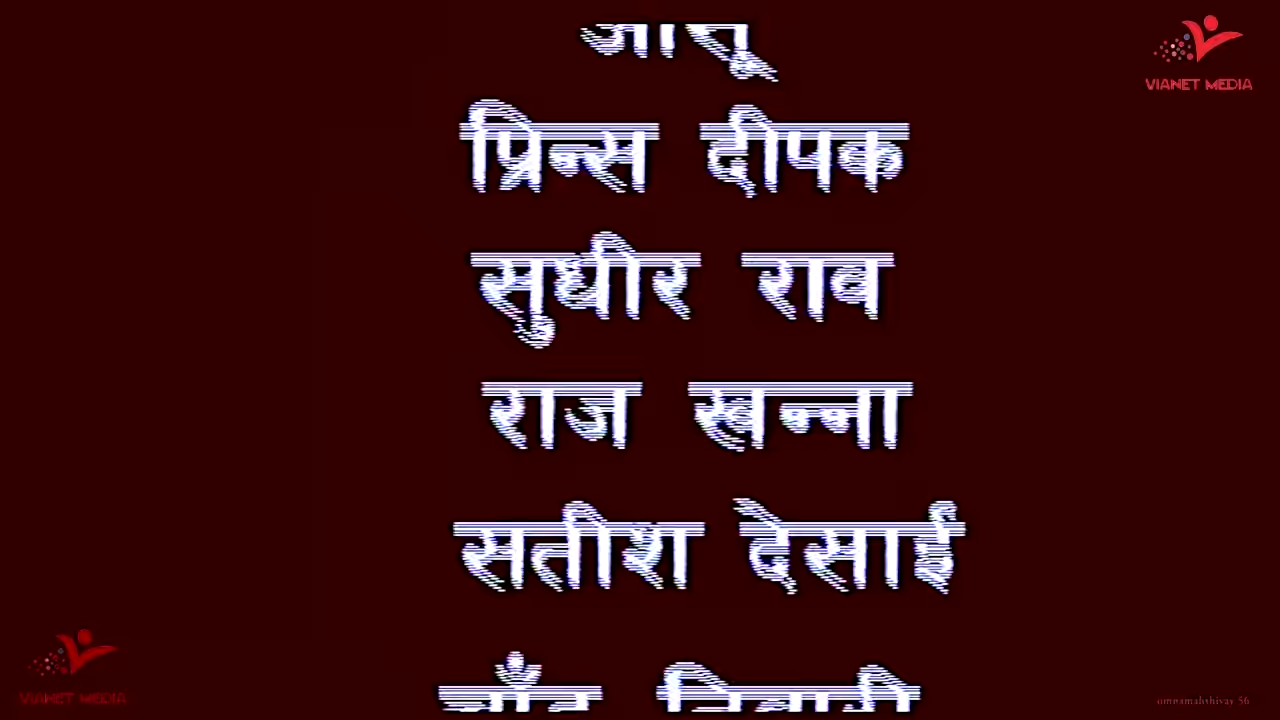 VIANET MEDIA
प्रिन्स दीपक
सुधीर राव
राज खन्ना
सतीश देसाई
VIANET MEDIA